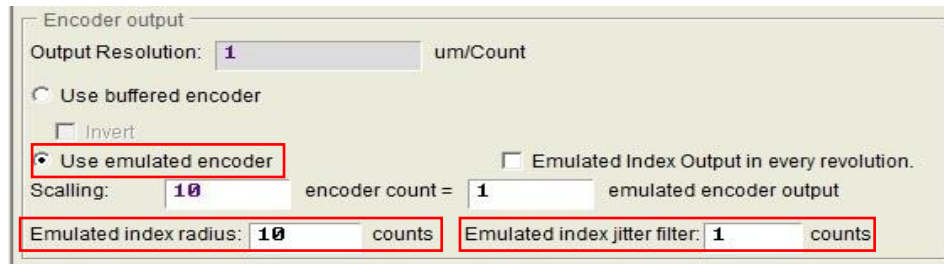 Encoder output
Output Resolution: 1 um/Count
Use buffered encoder
Invert
Use emulated encoder Emulated Index Output in every revolution.
Scalling: 10 encoder count = 1 emulated encoder output
Emulated index radius: 10 counts Emulated index jitter filter: 1 counts